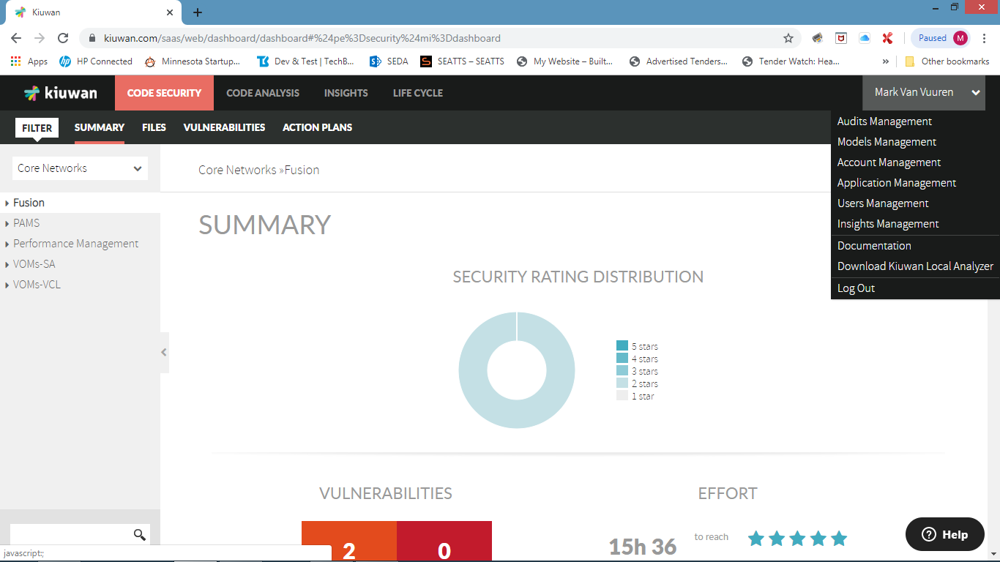 Kiuwan
kiuwan.com/saas/web/dashboard/dashboard#%24pe%3Dsecurity%24mi%3Ddashboard
Paused M
Apps HP Connected Minnesota Startup... Dev & Test | TechB... SEDA SEATTS – SEATTS My Website – Built... Advertised Tenders... Tender Watch: Hea... » Other bookmarks
kiuwan CODE SECURITY CODE ANALYSIS INSIGHTS LIFE CYCLE Mark Van Vuuren
FILTER SUMMARY FILES VULNERABILITIES ACTION PLANS
Audits Management
Models Management
Account Management
Application Management
Users Management
Insights Management
Documentation
Download Kiuwan Local Analyzer
Log Out
Core Networks
Fusion
PAMS
Performance Management
VOMs-SA
VOMs-VCL
Core Networks »Fusion
SUMMARY
SECURITY RATING DISTRIBUTION
5 stars
4 stars
3 stars
2 stars
1 star
VULNERABILITIES
2 0
EFFORT
15h 36 to reach
Help
javascript:;